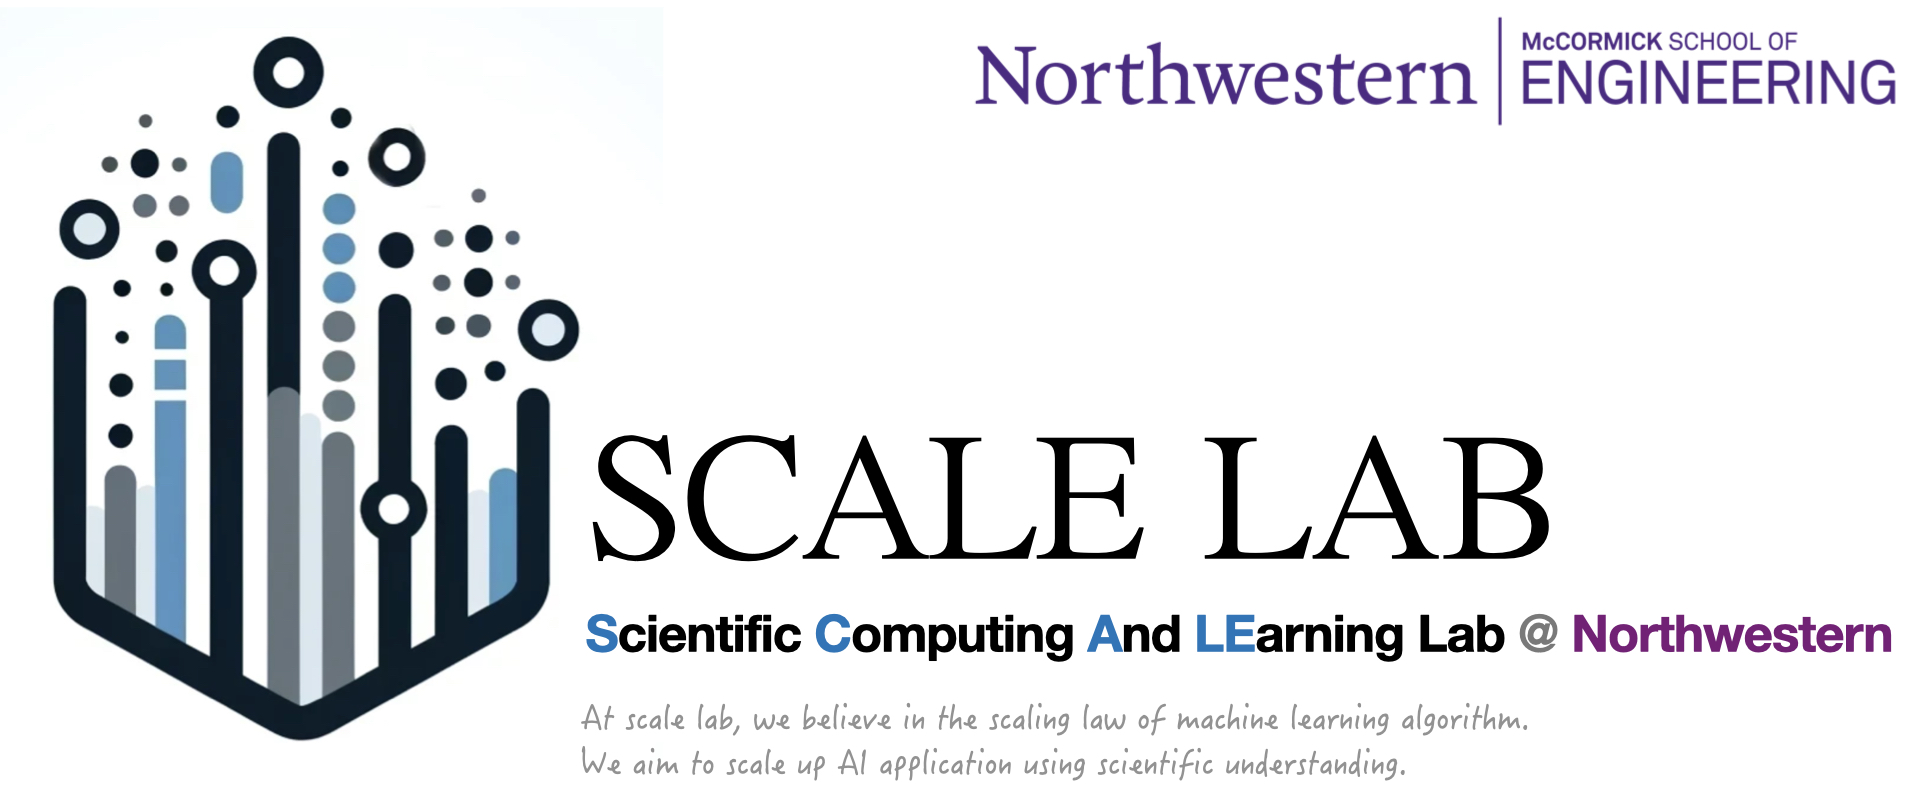 Northwestern
McCORMICK SCHOOL OF
ENGINEERING
SCALE LAB
Scientific Computing And LEarning Lab @ Northwestern
At scale lab, we believe in the scaling law of machine learning algorithm.
We aim to scale up AI application using scientific understanding.